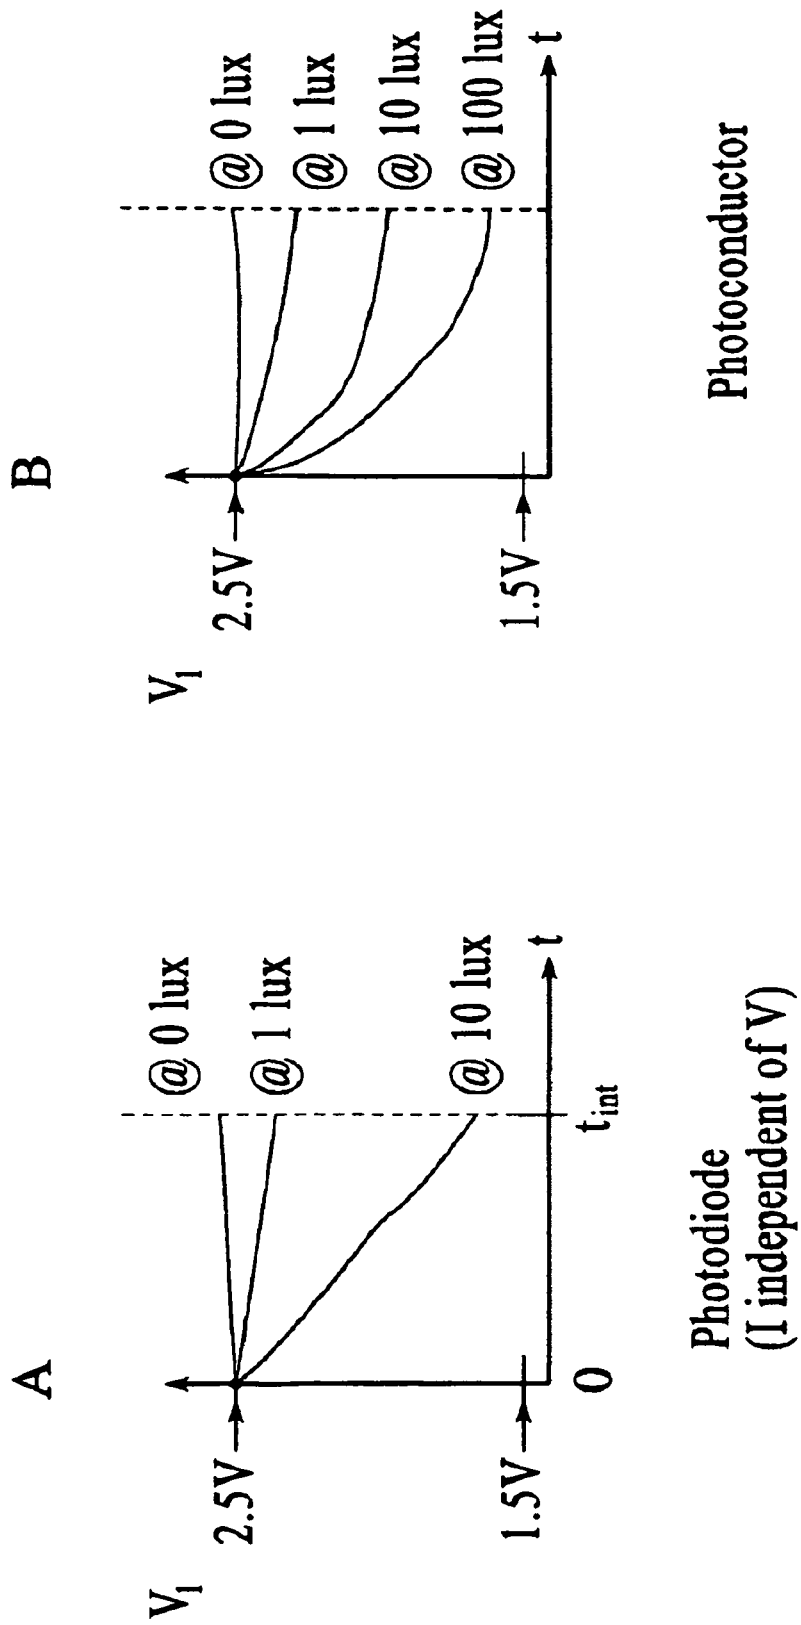 A
V1
2.5V
1.5V
@ 0 lux
@ 1 lux
@ 10 lux
t
0
tint
Photodiode
(I independent of V)
B
V1
2.5V
1.5V
@ 0 lux
@ 1 lux
@ 10 lux
@ 100 lux
t
Photoconductor